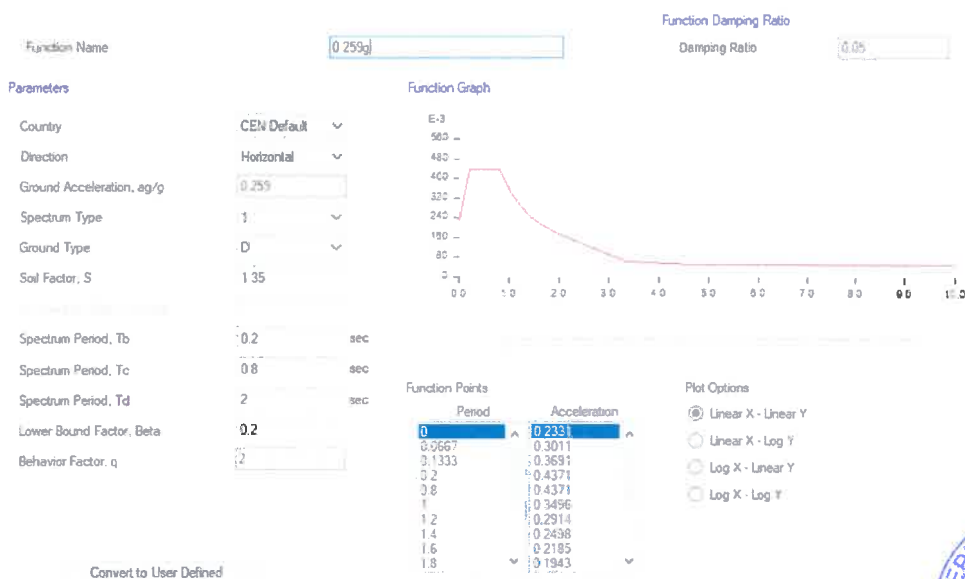 Function Damping Ratio
Function Name 0.259g Damping Ratio 0.05
Parameters Function Graph
Country CEN Default
Direction Horizontal
Ground Acceleration, ag/g 0.259
Spectrum Type 1
Ground Type D
Soil Factor, S 1.35
Spectrum Period, Tb 0.2 sec
Spectrum Period, Tc 0.8 sec
Spectrum Period, Td 2 sec
Lower Bound Factor, Beta 0.2
Behavior Factor, q 2
Convert to User Defined
E-3
560
480
400
320
240
160
80
0
0.0 1.0 2.0 3.0 4.0 5.0 6.0 7.0 8.0 9.0 10.0
Function Points
Period Acceleration
0 0.2331
0.0667 0.3011
0.1333 0.3691
0.2 0.4371
0.8 0.4371
1 0.3496
1.2 0.2914
1.4 0.2498
1.6 0.2185
1.8 0.1943
Plot Options
Linear X - Linear Y
Linear X - Log Y
Log X - Linear Y
Log X - Log Y